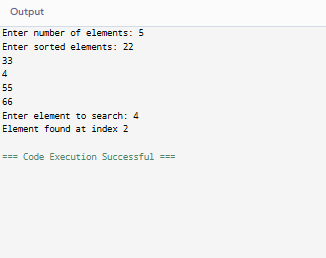 Output
Enter number of elements: 5
Enter sorted elements: 22
33
4
55
66
Enter element to search: 4
Element found at index 2
=== Code Execution Successful ===